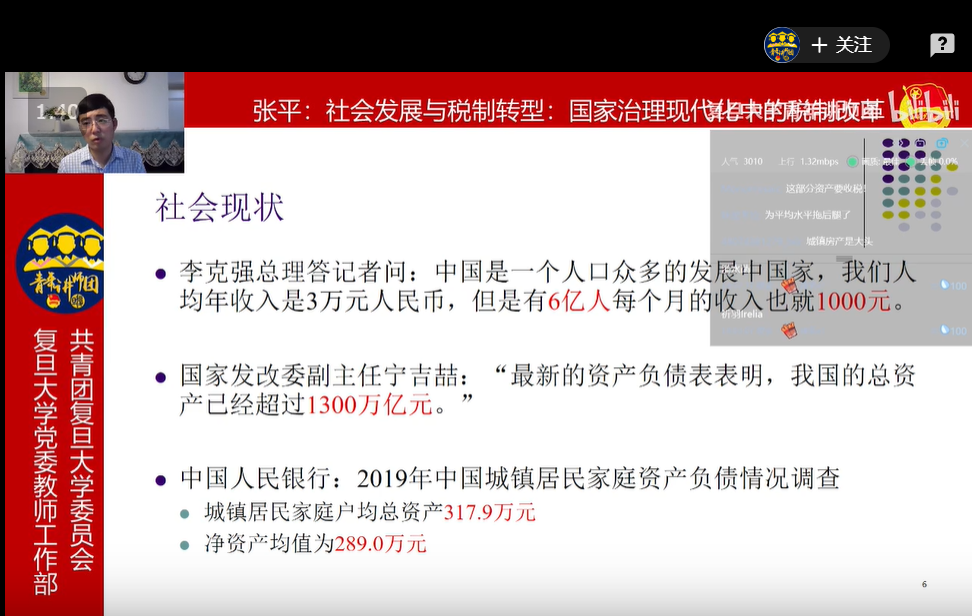 + 关注
?
1:40
张平：社会发展与税制转型：国家治理现代化中的税制改革
bilibili
人气 3010 上行 1.32mbps
这部分资产要收税!
为平均水平拖后腿了
城镇房产是大头
100
100
青年讲师团
共青团复旦大学委员会
复旦大学党委教师工作部
社会现状
李克强总理答记者问：中国是一个人口众多的发展中国家，我们人
均年收入是3万元人民币，但是有6亿人每个月的收入也就1000元。
国家发改委副主任宁吉喆：“最新的资产负债表表明，我国的总资
产已经超过1300万亿元。”
中国人民银行：2019年中国城镇居民家庭资产负债情况调查
城镇居民家庭户均总资产317.9万元
净资产均值为289.0万元
6